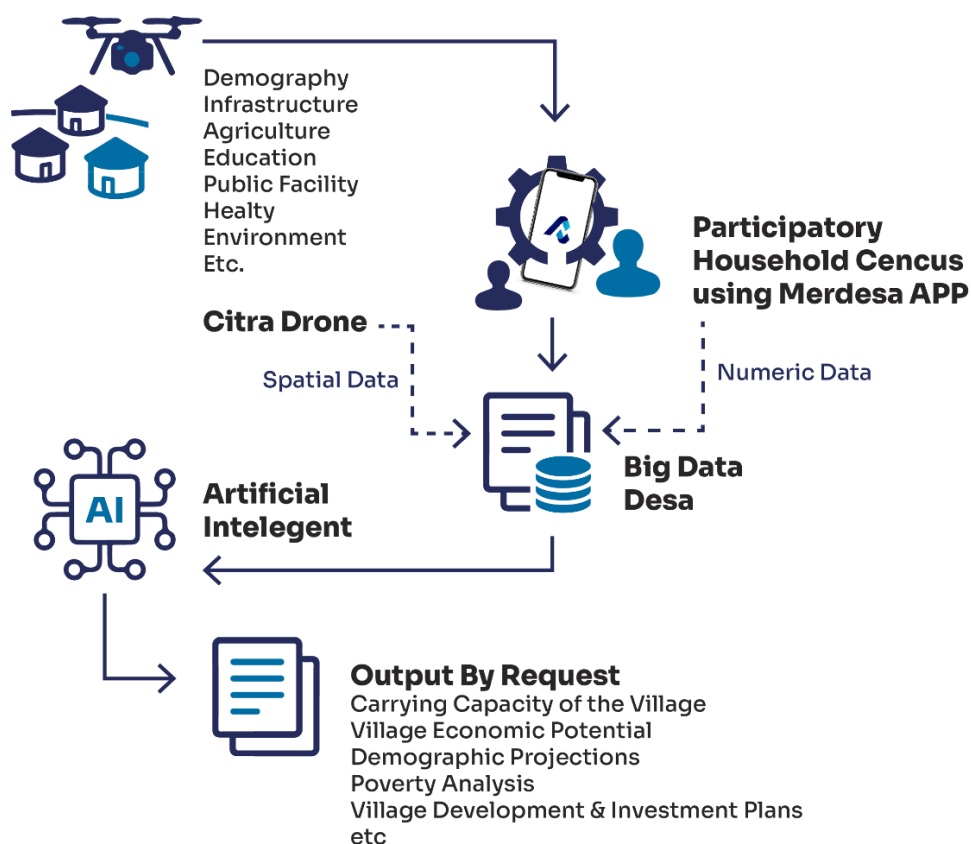 Demography
Infrastructure
Agriculture
Education
Public Facility
Healty
Environment
Etc.
Citra Drone
Spatial Data
Participatory
Household Cencus
using Merdesa APP
Numeric Data
Big Data
Desa
AI
Artificial
Intelegent
Output By Request
Carrying Capacity of the Village
Village Economic Potential
Demographic Projections
Poverty Analysis
Village Development & Investment Plans
etc